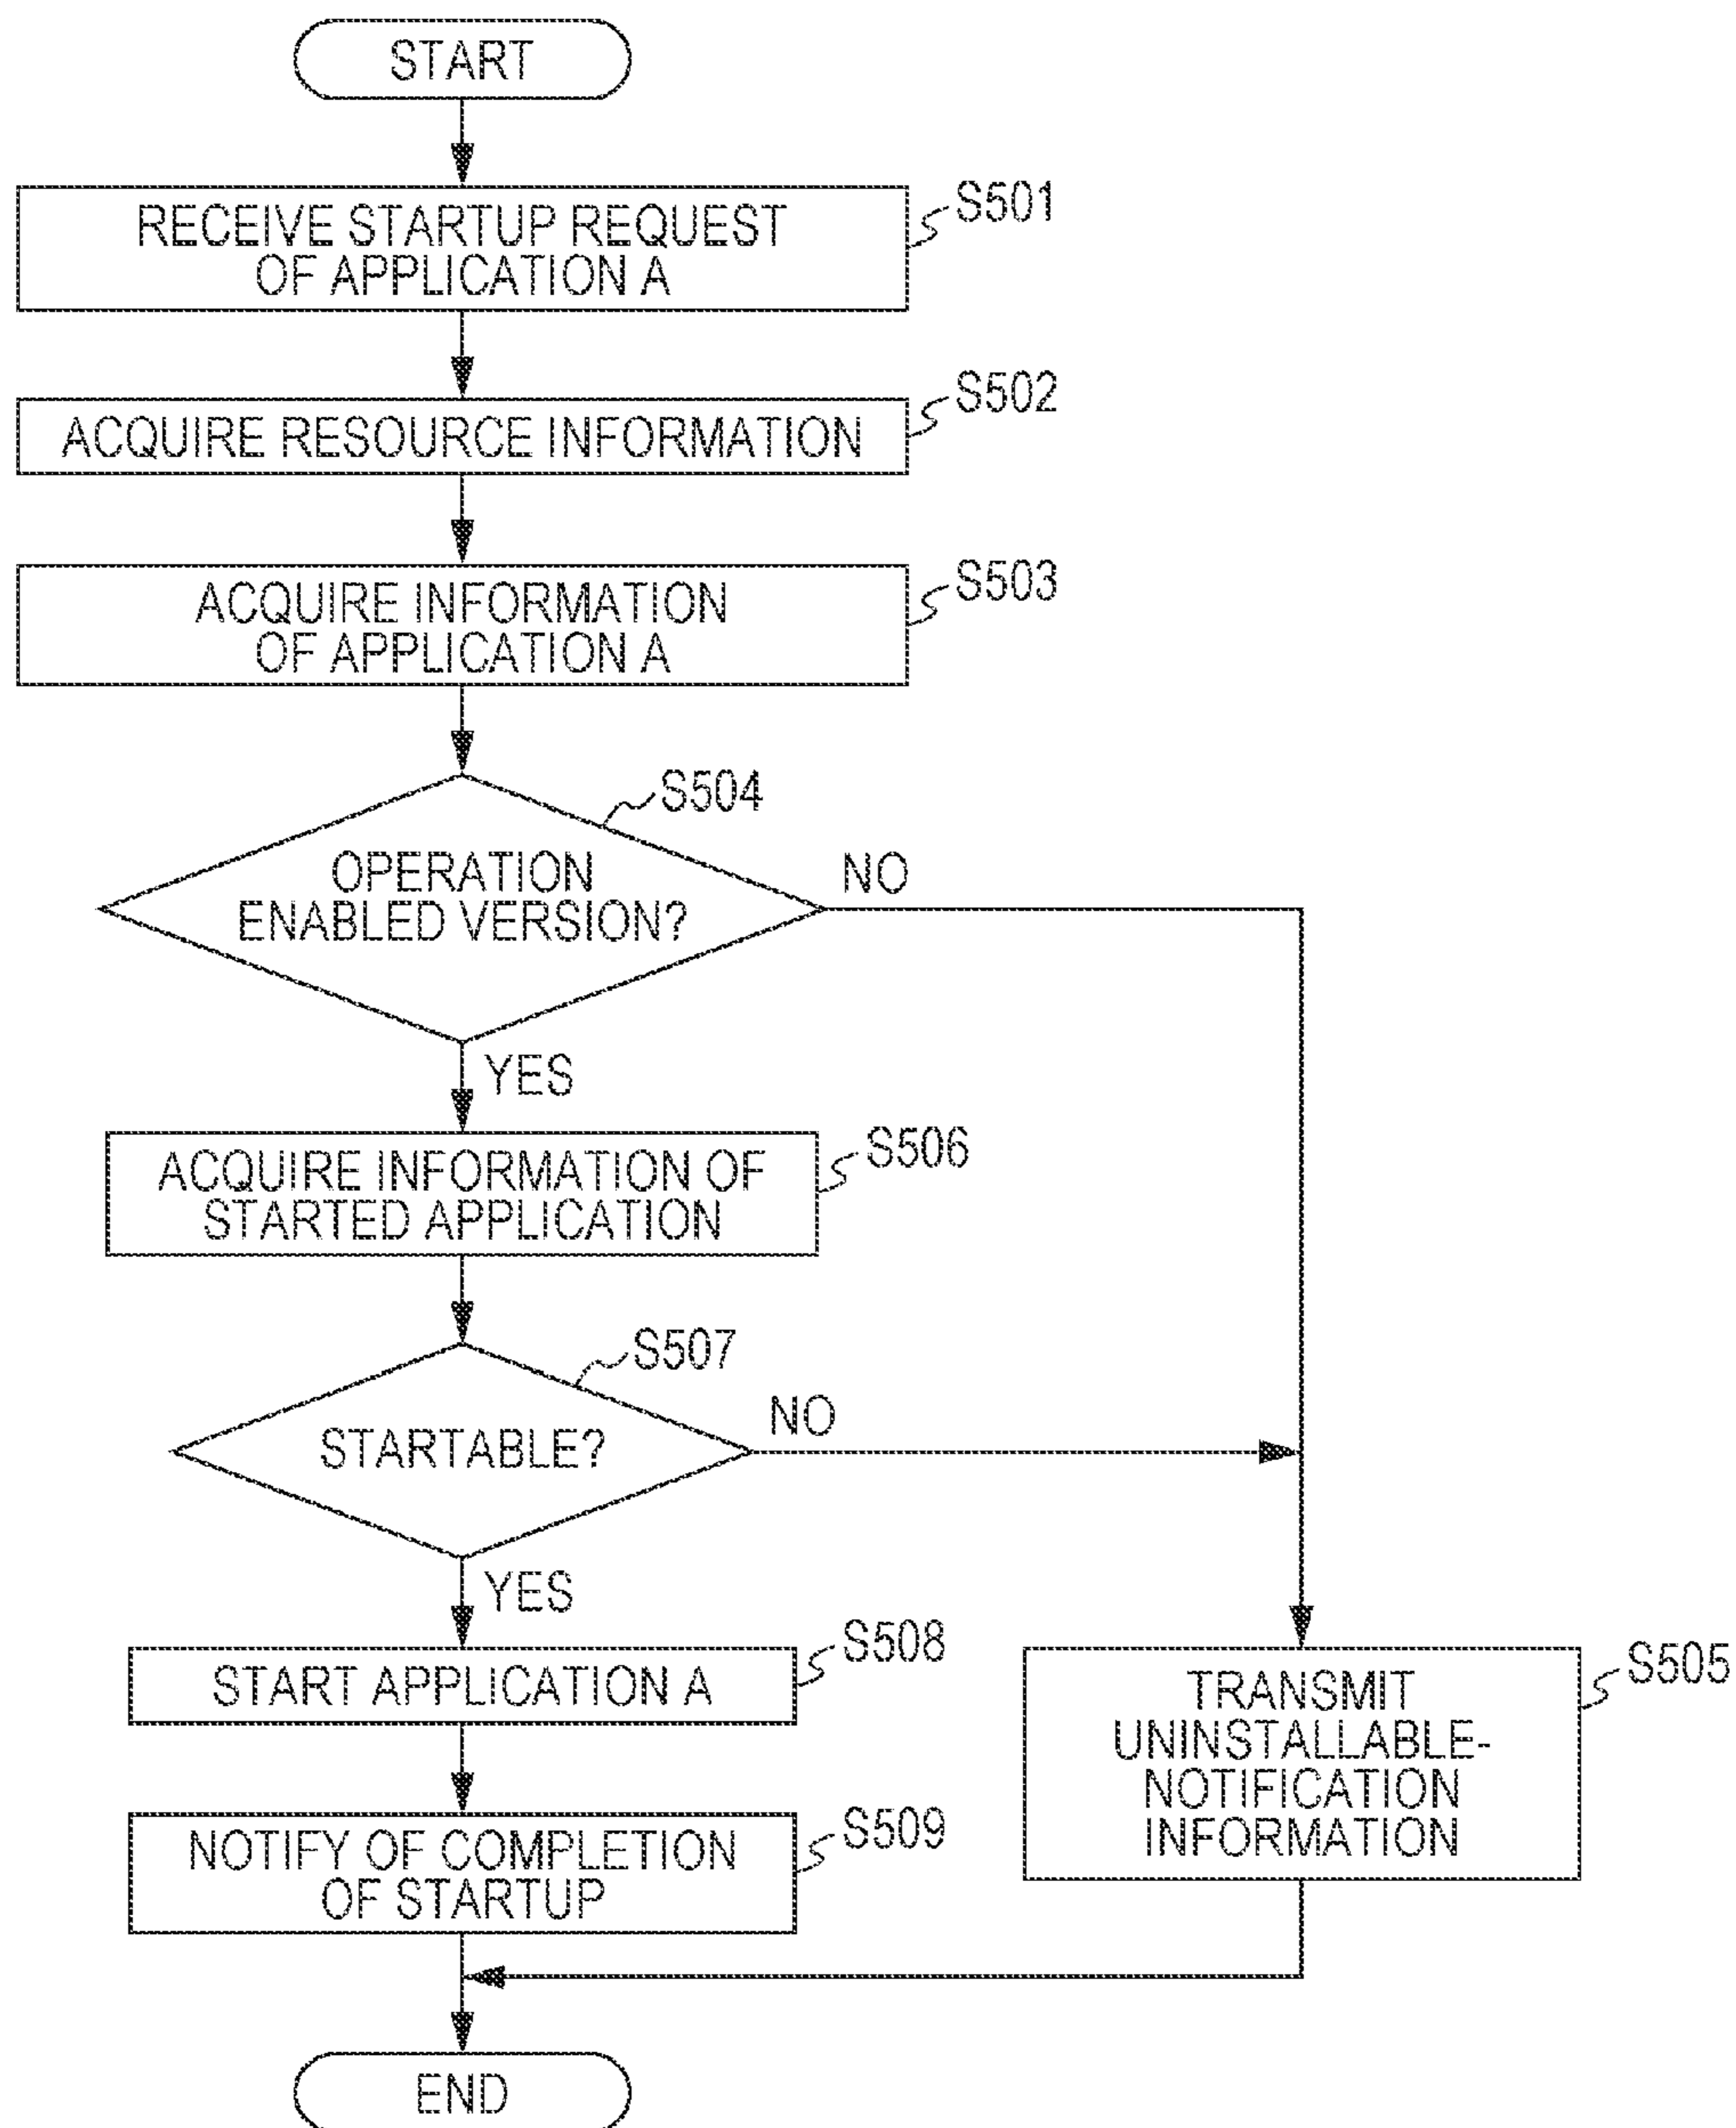 START
RECEIVE STARTUP REQUEST
OF APPLICATION A
S501
ACQUIRE RESOURCE INFORMATION
S502
ACQUIRE INFORMATION
OF APPLICATION A
S503
S504
OPERATION
ENABLED VERSION?
NO
YES
ACQUIRE INFORMATION OF
STARTED APPLICATION
S506
S507
STARTABLE?
NO
YES
START APPLICATION A
S508
TRANSMIT
UNINSTALLABLE-
NOTIFICATION
INFORMATION
S505
NOTIFY OF COMPLETION
OF STARTUP
S509
END